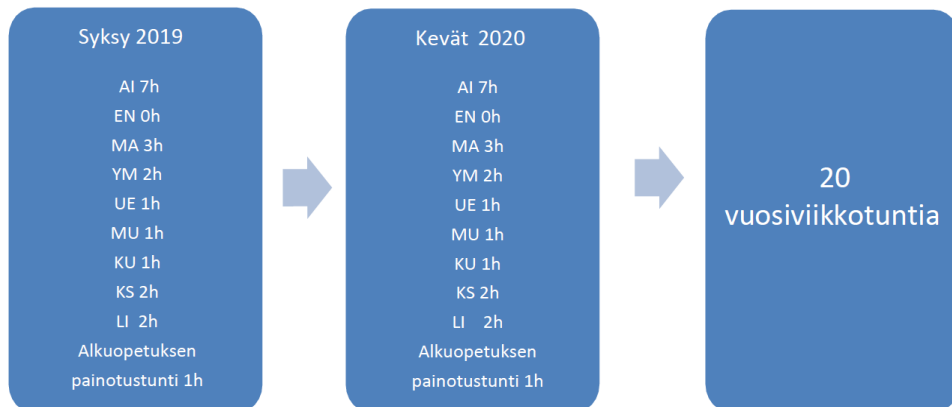 Syksy 2019
AI 7h
EN 0h
MA 3h
YM 2h
UE 1h
MU 1h
KU 1h
KS 2h
LI 2h
Alkuopetuksen
painotustunti 1h
Kevät 2020
AI 7h
EN 0h
MA 3h
YM 2h
UE 1h
MU 1h
KU 1h
KS 2h
LI 2h
Alkuopetuksen
painotustunti 1h
20
vuosiviikkotuntia